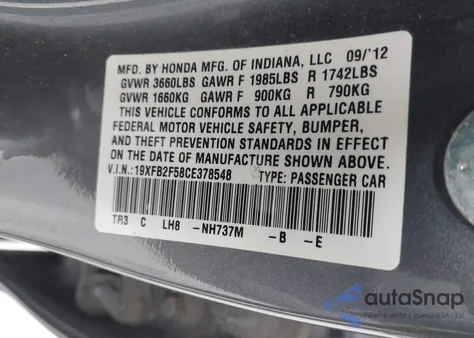 MFD. BY HONDA MFG. OF INDIANA, LLC 09/'12
GVWR 3660LBS GAWR F 1985LBS R 1742LBS
GVWR 1660KG GAWR F 900KG R 790KG
THIS VEHICLE CONFORMS TO ALL APPLICABLE
FEDERAL MOTOR VEHICLE SAFETY, BUMPER,
AND THEFT PREVENTION STANDARDS IN EFFECT
ON THE DATE OF MANUFACTURE SHOWN ABOVE.
V.I.N.:19XFB2F58CE378548 TYPE: PASSENGER CAR
TR3 C LH8 -NH737M -B -E
autoSnap